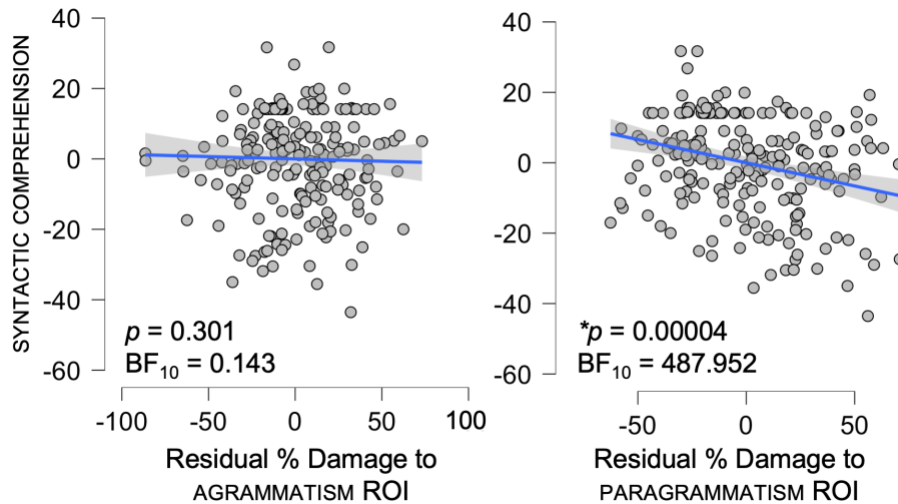 SYNTACTIC COMPREHENSION
40
20
0
-20
-40
-60
p = 0.301
BF₁₀ = 0.143
-100 -50 0 50 100
Residual % Damage to
AGRAMMATISM ROI
40
20
0
-20
-40
-60
*p = 0.00004
BF₁₀ = 487.952
-50 0 50
Residual % Damage to
PARAGRAMMATISM ROI